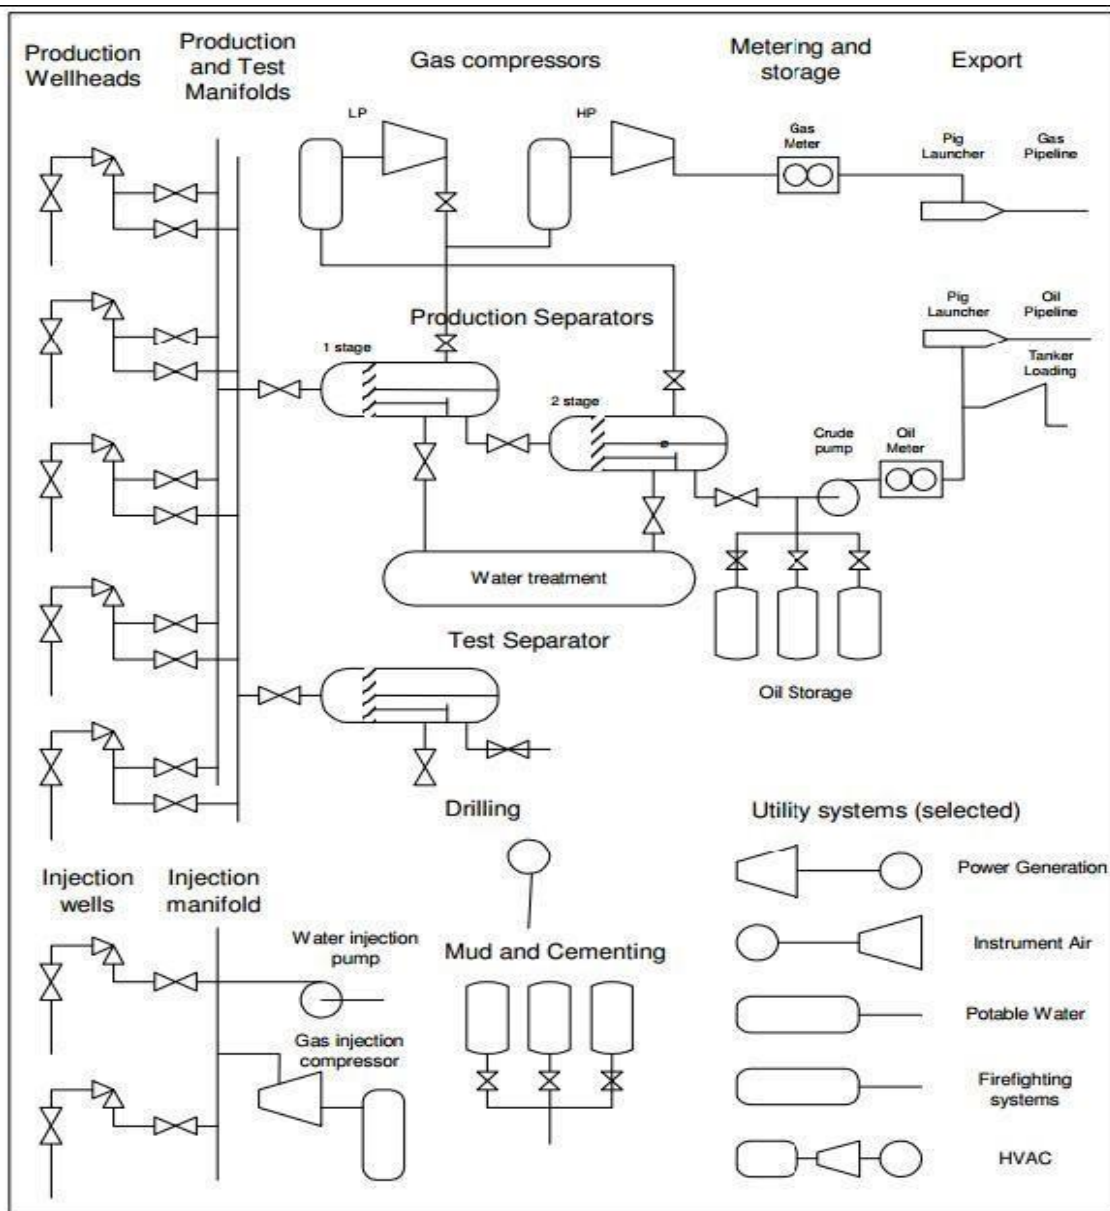 Production
Wellheads
Production
and Test
Manifolds
Gas compressors
Metering and
storage
Export
LP
HP
Gas
Meter
Pig
Launcher
Gas
Pipeline
Production Separators
1 stage
2 stage
Pig
Launcher
Oil
Pipeline
Tanker
Loading
Crude
pump
Oil
Meter
Water treatment
Test Separator
Oil Storage
Drilling
Utility systems (selected)
Power Generation
Injection
wells
Injection
manifold
Water injection
pump
Mud and Cementing
Instrument Air
Gas injection
compressor
Potable Water
Firefighting
systems
HVAC